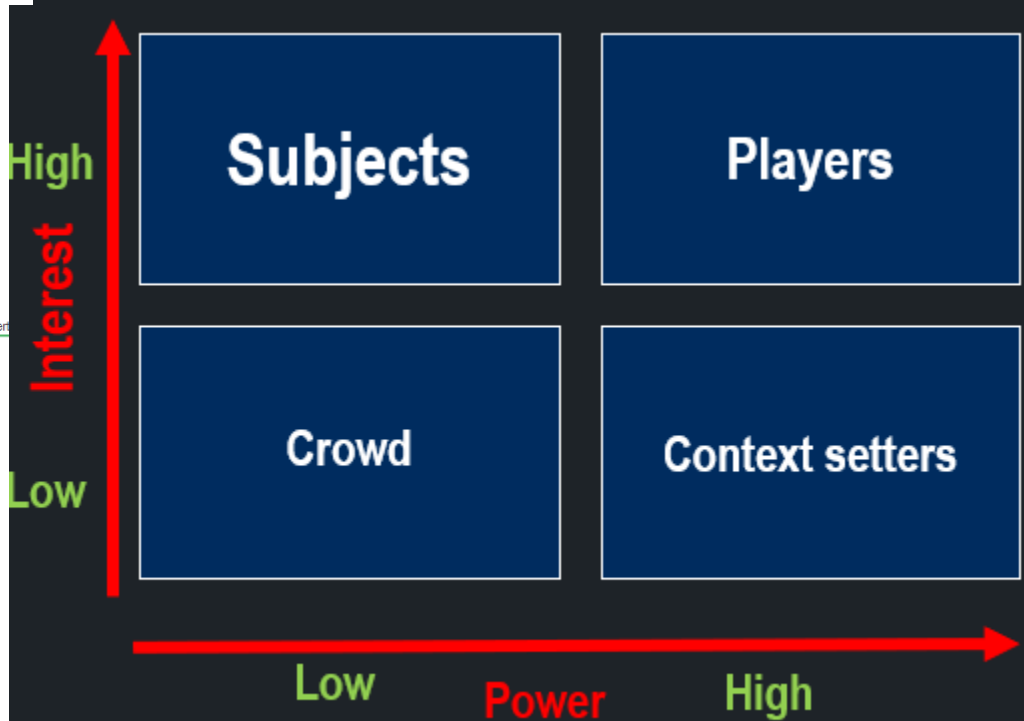 High
Subjects
Players
Interest
Crowd
Context setters
Low
Low
Power
High